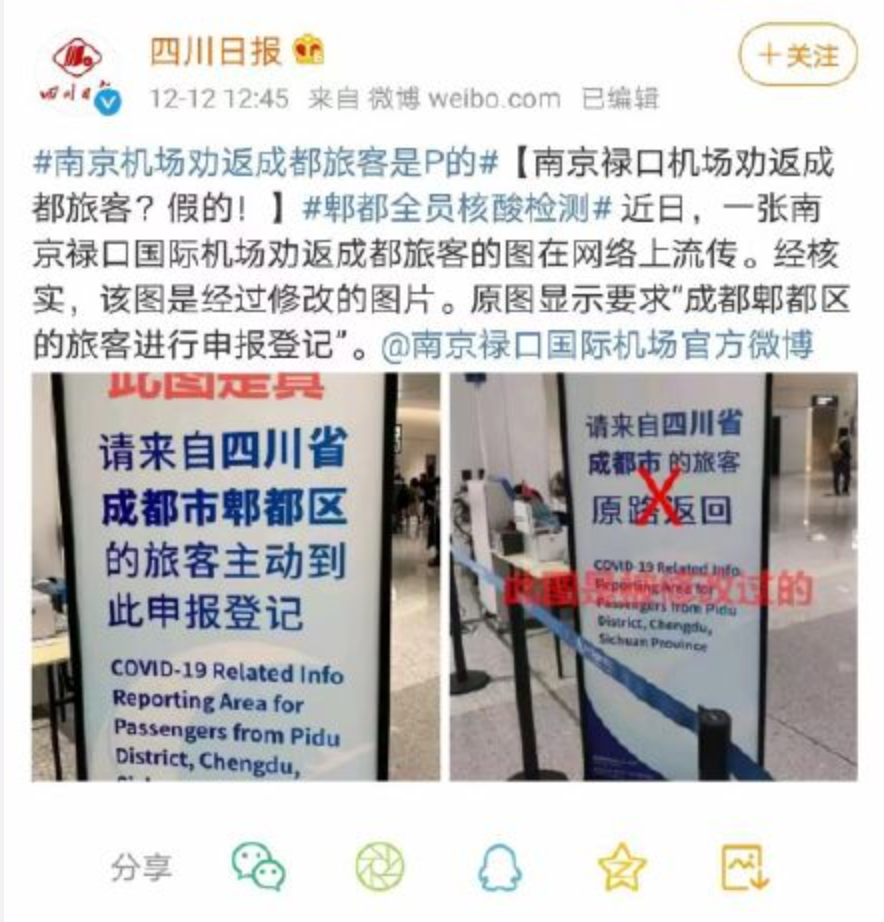 四川日报
+关注
四川日报
12-12 12:45 来自 微博 weibo.com 已编辑
#南京机场劝返成都旅客是P的#【南京禄口机场劝返成
都旅客？假的！】#郫都全员核酸检测# 近日，一张南
京禄口国际机场劝返成都旅客的图在网络上流传。经核
实，该图是经过修改的图片。原图显示要求“成都郫都区
的旅客进行申报登记”。@南京禄口国际机场官方微博
此图是真
请来自四川省
成都市郫都区
的旅客主动到
此申报登记
COVID-19 Related Info
Reporting Area for
Passengers from Pidu
District, Chengdu,
请来自四川省
成都市 的旅客
原路返回
X
COVID-19 Related Info
Reporting Area for
此图是被修改过的
Passengers from Pidu
District, Chengdu,
Sichuan Province
分享